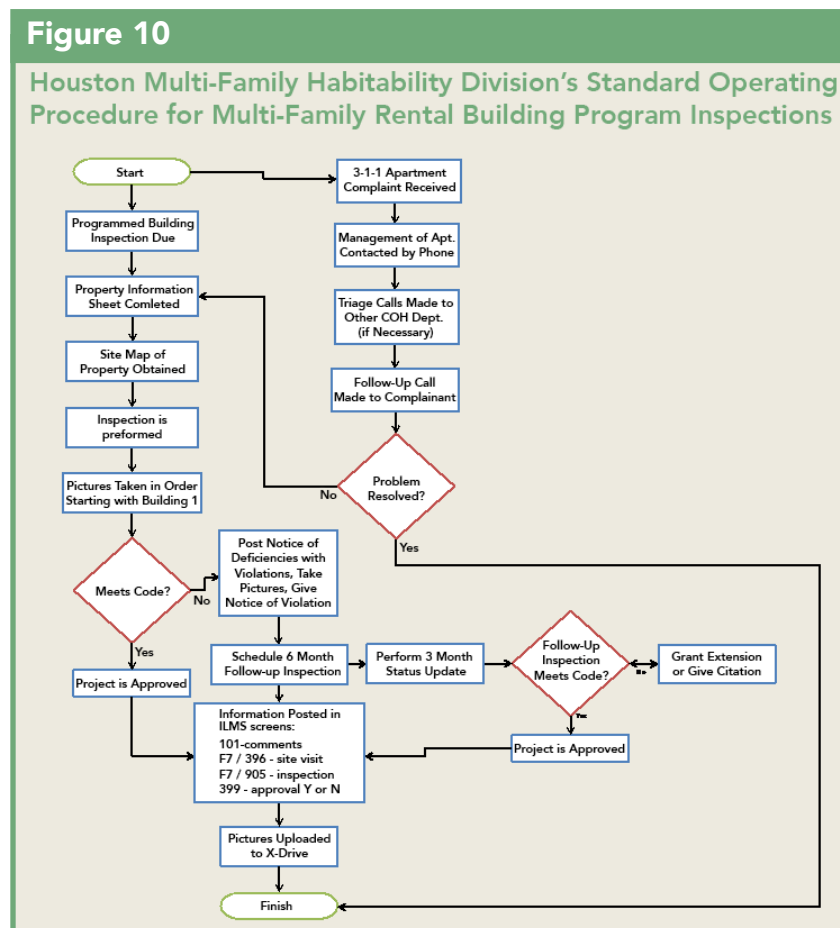 Figure 10
Houston Multi-Family Habitability Division's Standard Operating
Procedure for Multi-Family Rental Building Program Inspections
Start
Programmed Building
Inspection Due
Property Information
Sheet Comleted
Site Map of
Property Obtained
Inspection is
preformed
Pictures Taken in Order
Starting with Building 1
Meets Code?
No
Yes
Project is Approved
3-1-1 Apartment
Complaint Received
Management of Apt.
Contacted by Phone
Triage Calls Made to
Other COH Dept.
(if Necessary)
Follow-Up Call
Made to Complainant
Problem
Resolved?
No
Yes
Post Notice of
Deficiencies with
Violations, Take
Pictures, Give
Notice of Violation
Schedule 6 Month
Follow-up Inspection
Perform 3 Month
Status Update
Follow-Up
Inspection
Meets Code?
No
Grant Extension
or Give Citation
Yes
Project is Approved
Information Posted in
ILMS screens:
101-comments
F7 / 396 - site visit
F7 / 905 - inspection
399 - approval Y or N
Pictures Uploaded
to X-Drive
Finish